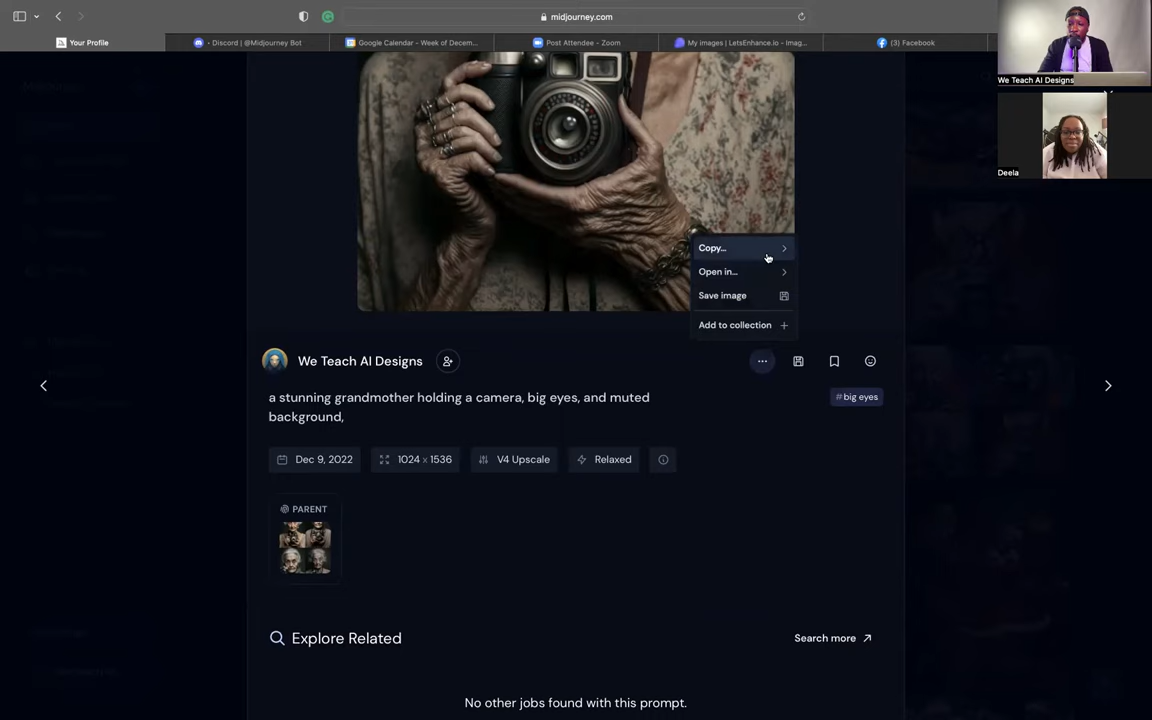 midjourney.com
Your Profile
• Discord | @Midjourney Bot
Google Calendar - Week of Decem...
Post Attendee - Zoom
My images | LetsEnhance.io - Imag...
(3) Facebook
We Teach AI Designs
Deela
Copy...
Open in...
Save image
Add to collection
We Teach AI Designs
a stunning grandmother holding a camera, big eyes, and muted
background,
#big eyes
Dec 9, 2022
1024 x 1536
V4 Upscale
Relaxed
PARENT
Explore Related
Search more
No other jobs found with this prompt.